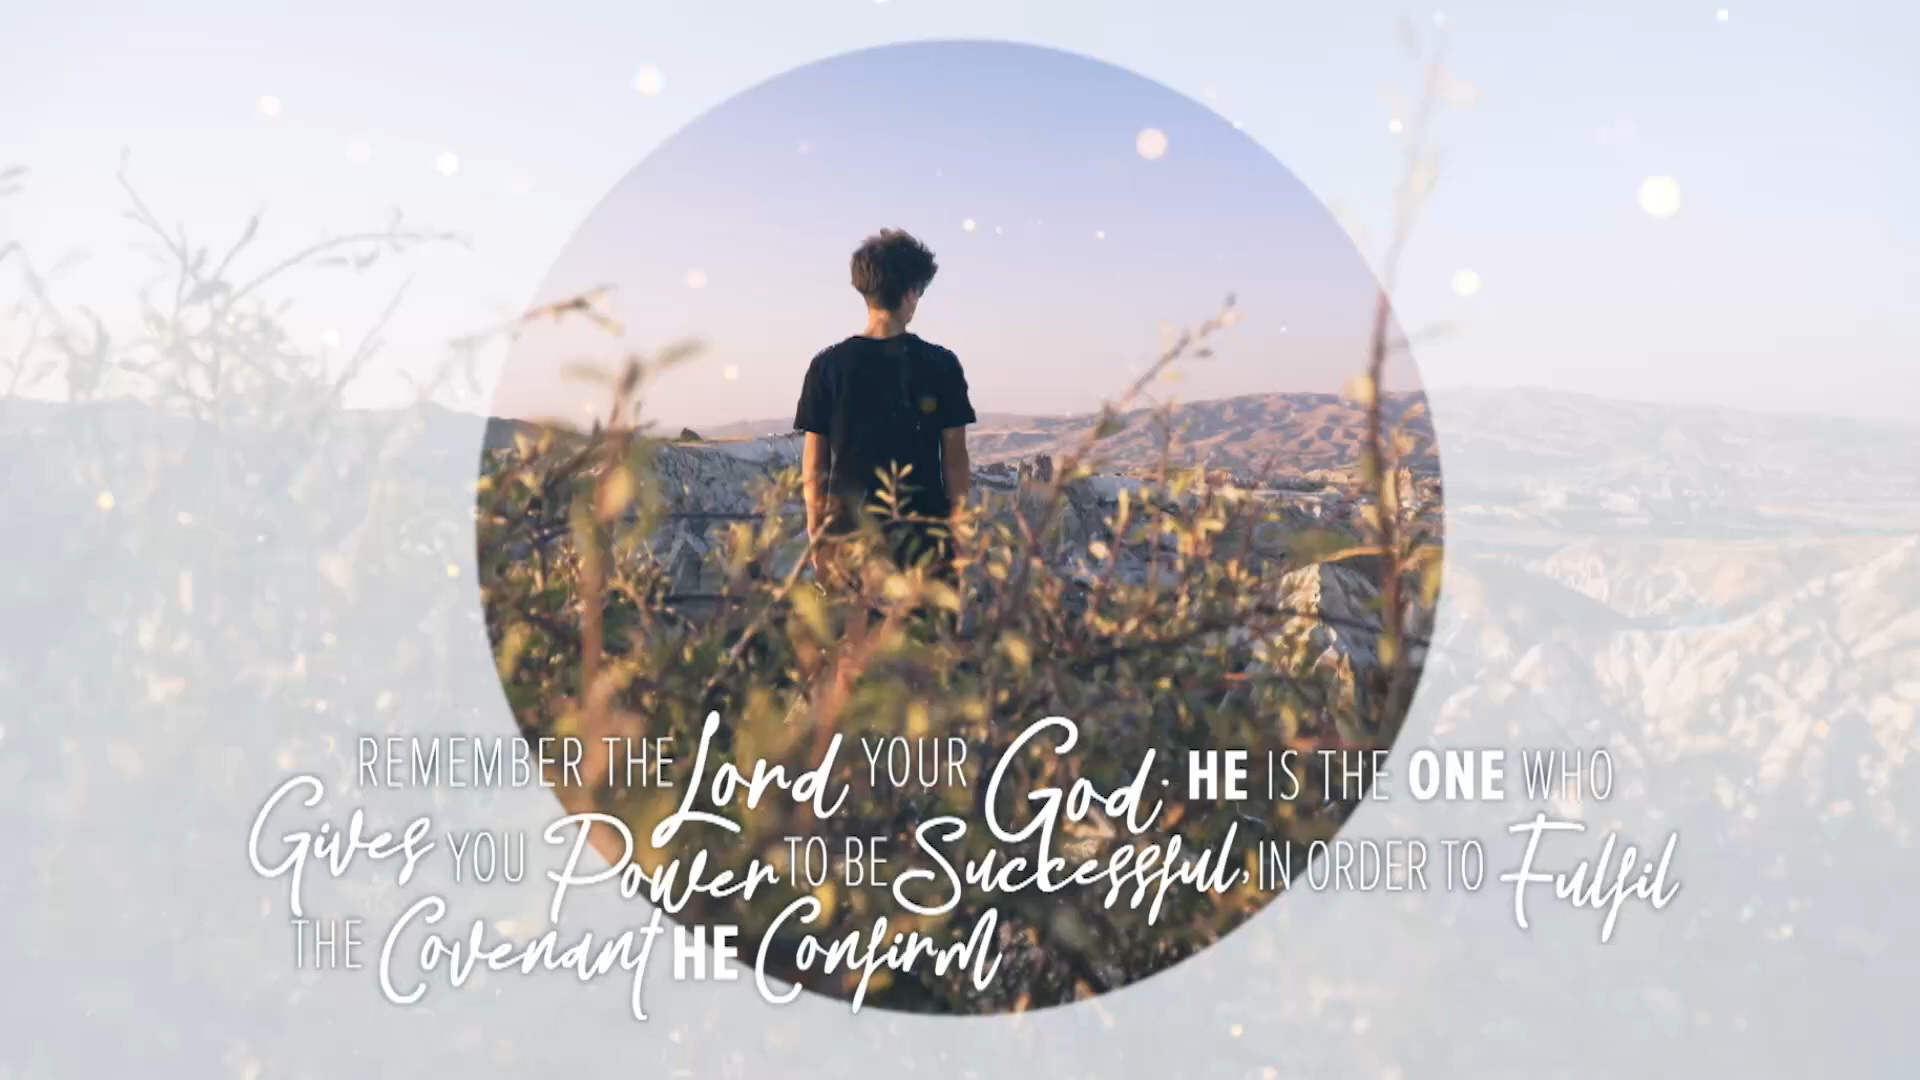 REMEMBER THE Lord YOUR God. HE IS THE ONE WHO
Gives YOU Power TO BE Successful, IN ORDER TO Fulfil
THE Covenant HE Confirm